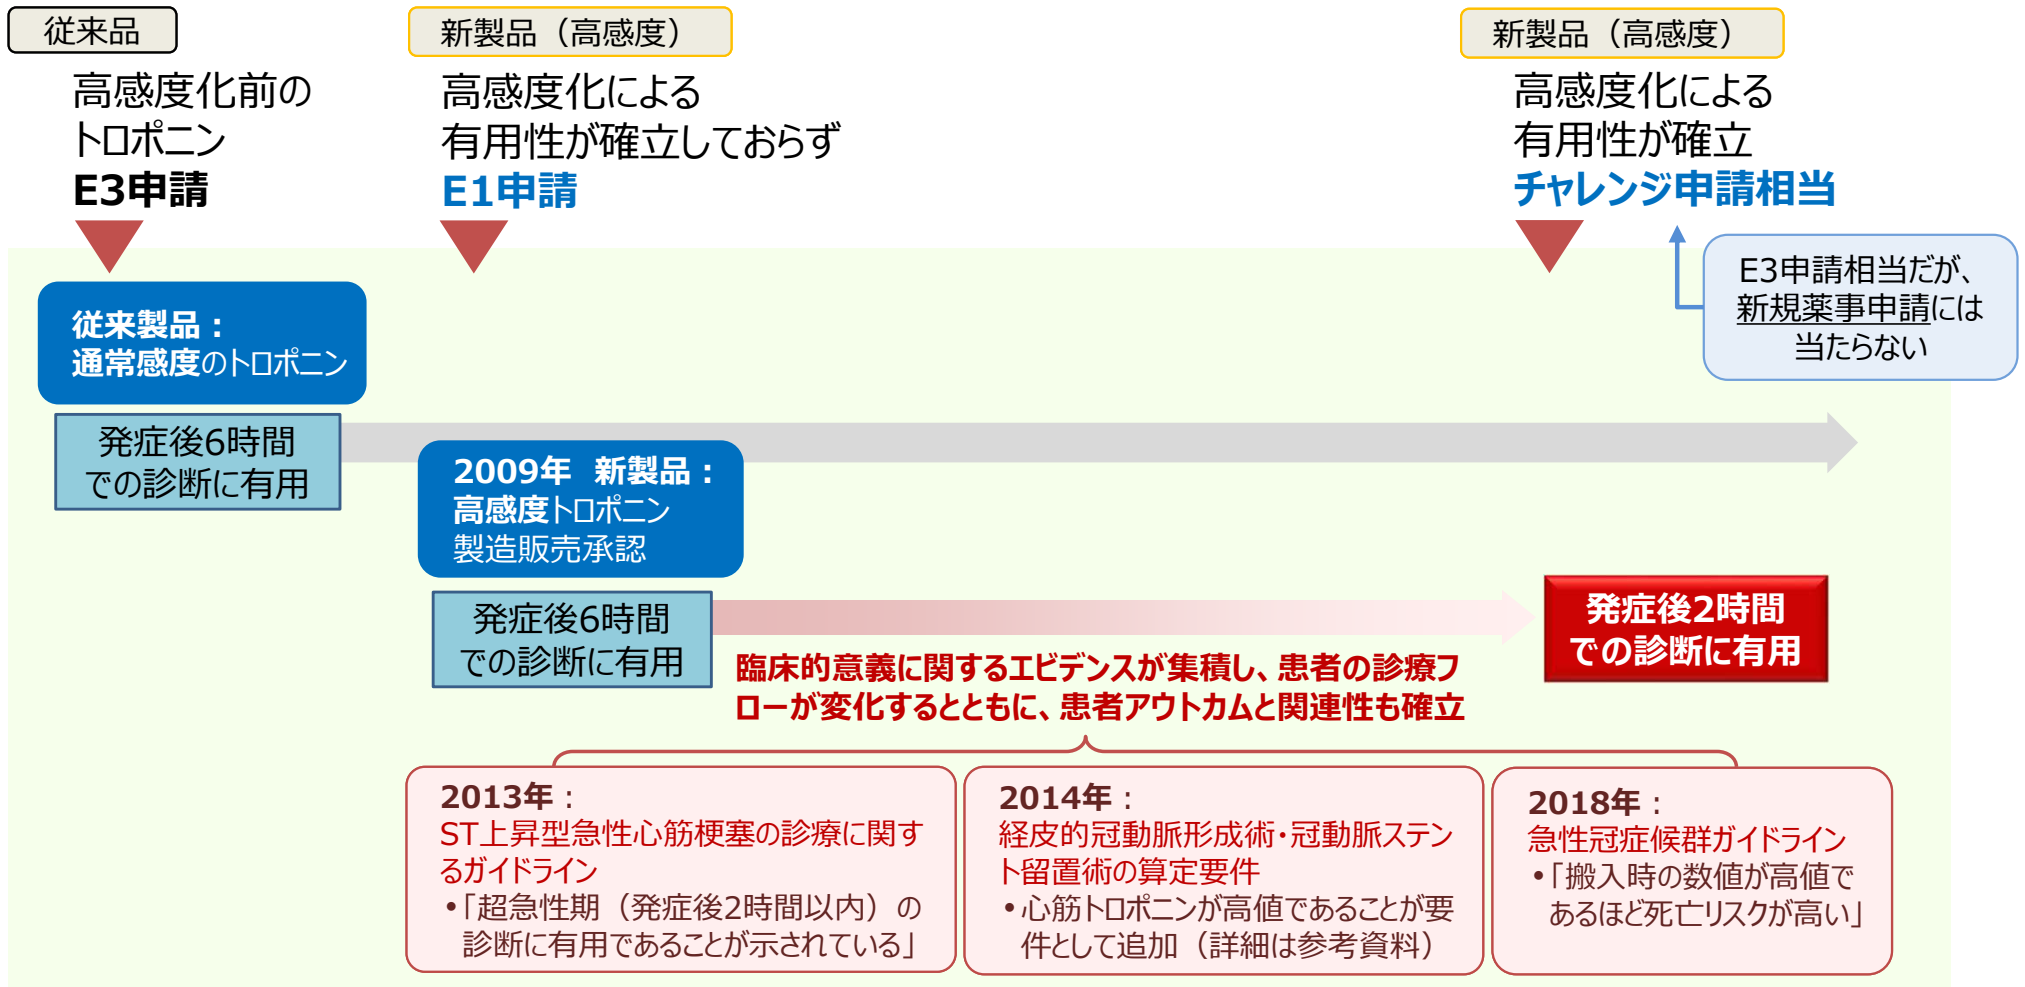 従来品
高感度化前の
トロポニン
E3申請
新製品（高感度）
高感度化による
有用性が確立しておらず
E1申請
新製品（高感度）
高感度化による
有用性が確立
チャレンジ申請相当
E3申請相当だが、
新規薬事申請には
当たらない
従来製品：
通常感度のトロポニン
発症後6時間
での診断に有用
2009年 新製品：
高感度トロポニン
製造販売承認
発症後6時間
での診断に有用
発症後2時間
での診断に有用
臨床的意義に関するエビデンスが集積し、患者の診療フ
ローが変化するとともに、患者アウトカムと関連性も確立
2013年：
ST上昇型急性心筋梗塞の診療に関す
るガイドライン
•「超急性期（発症後2時間以内）の
診断に有用であることが示されている」
2014年：
経皮的冠動脈形成術・冠動脈ステン
ト留置術の算定要件
•心筋トロポニンが高値であることが要
件として追加（詳細は参考資料）
2018年：
急性冠症候群ガイドライン
•「搬入時の数値が高値で
あるほど死亡リスクが高い」